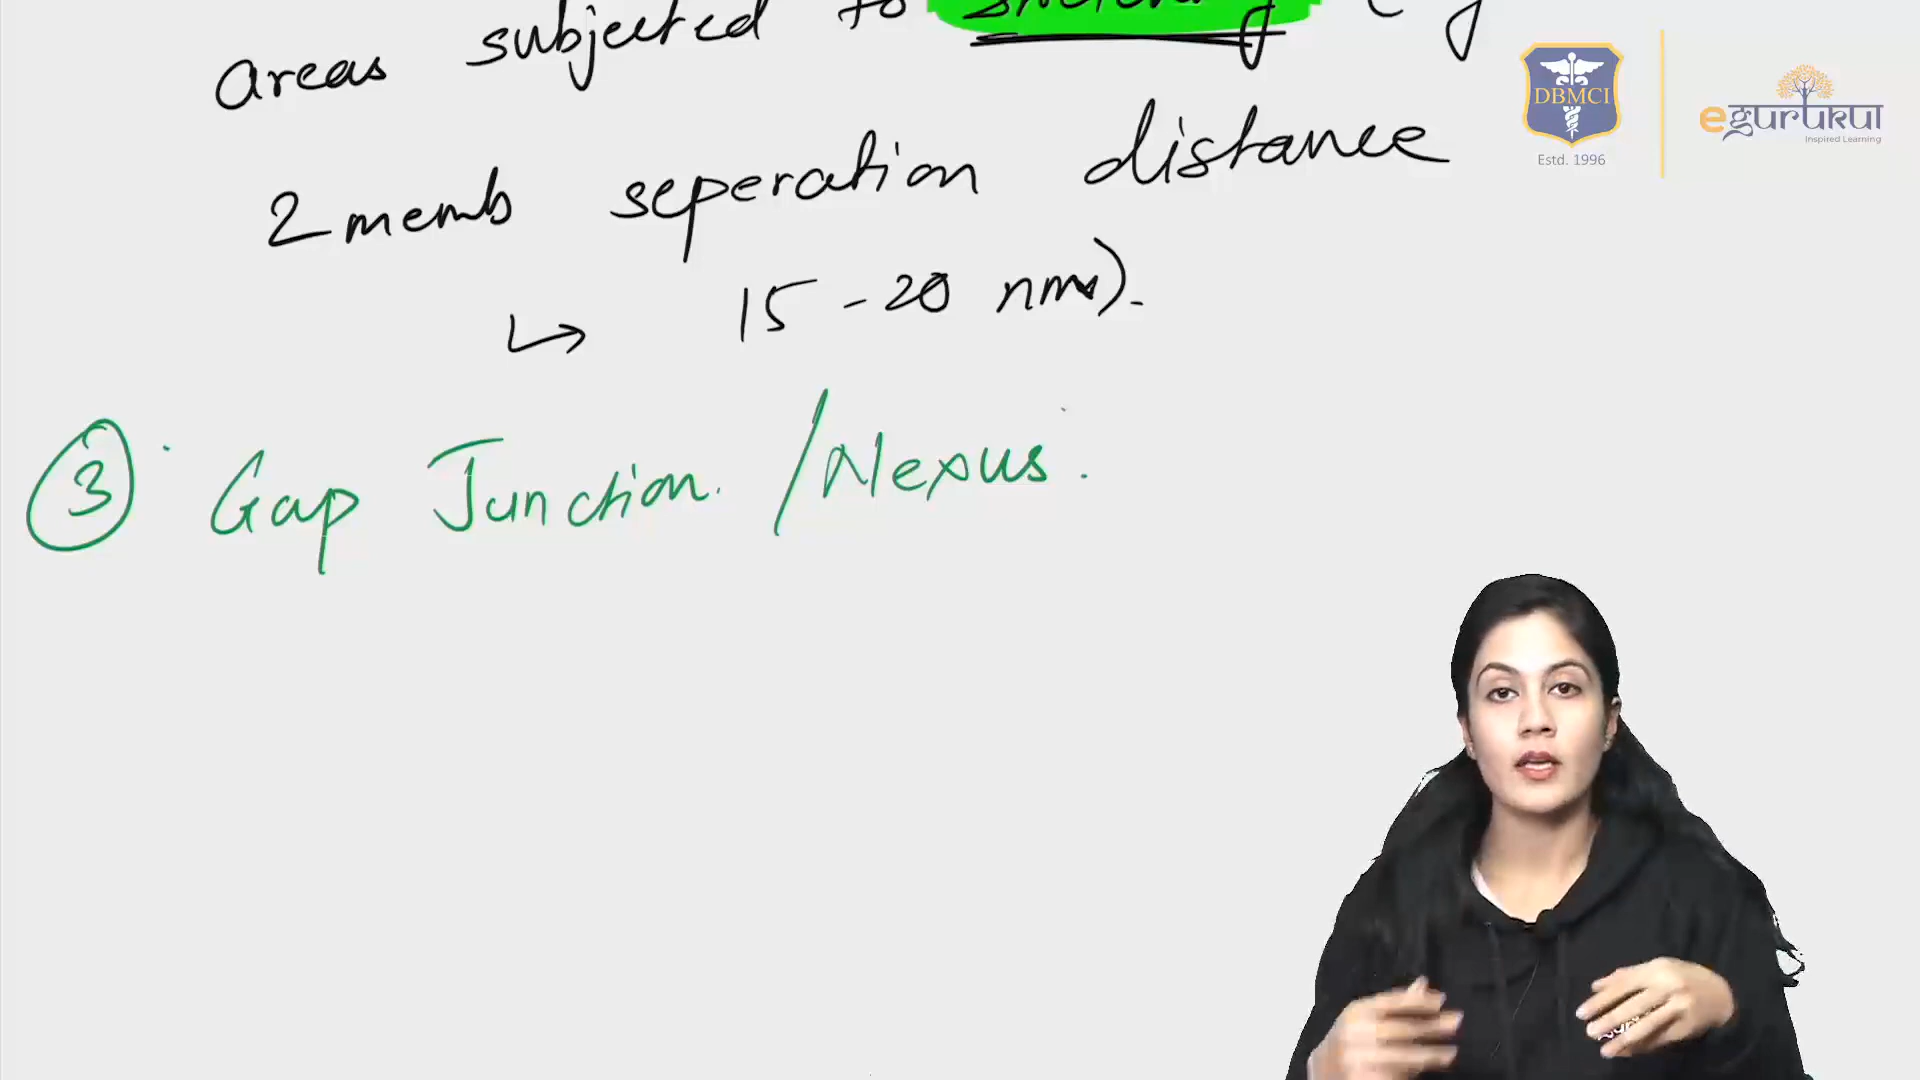 areas subjected to
2 memb seperation distance
↳ 15-20 nm).
DBMCI
Estd. 1996
egurukul
Inspired Learning
③ Gap Junction. / Nexus.